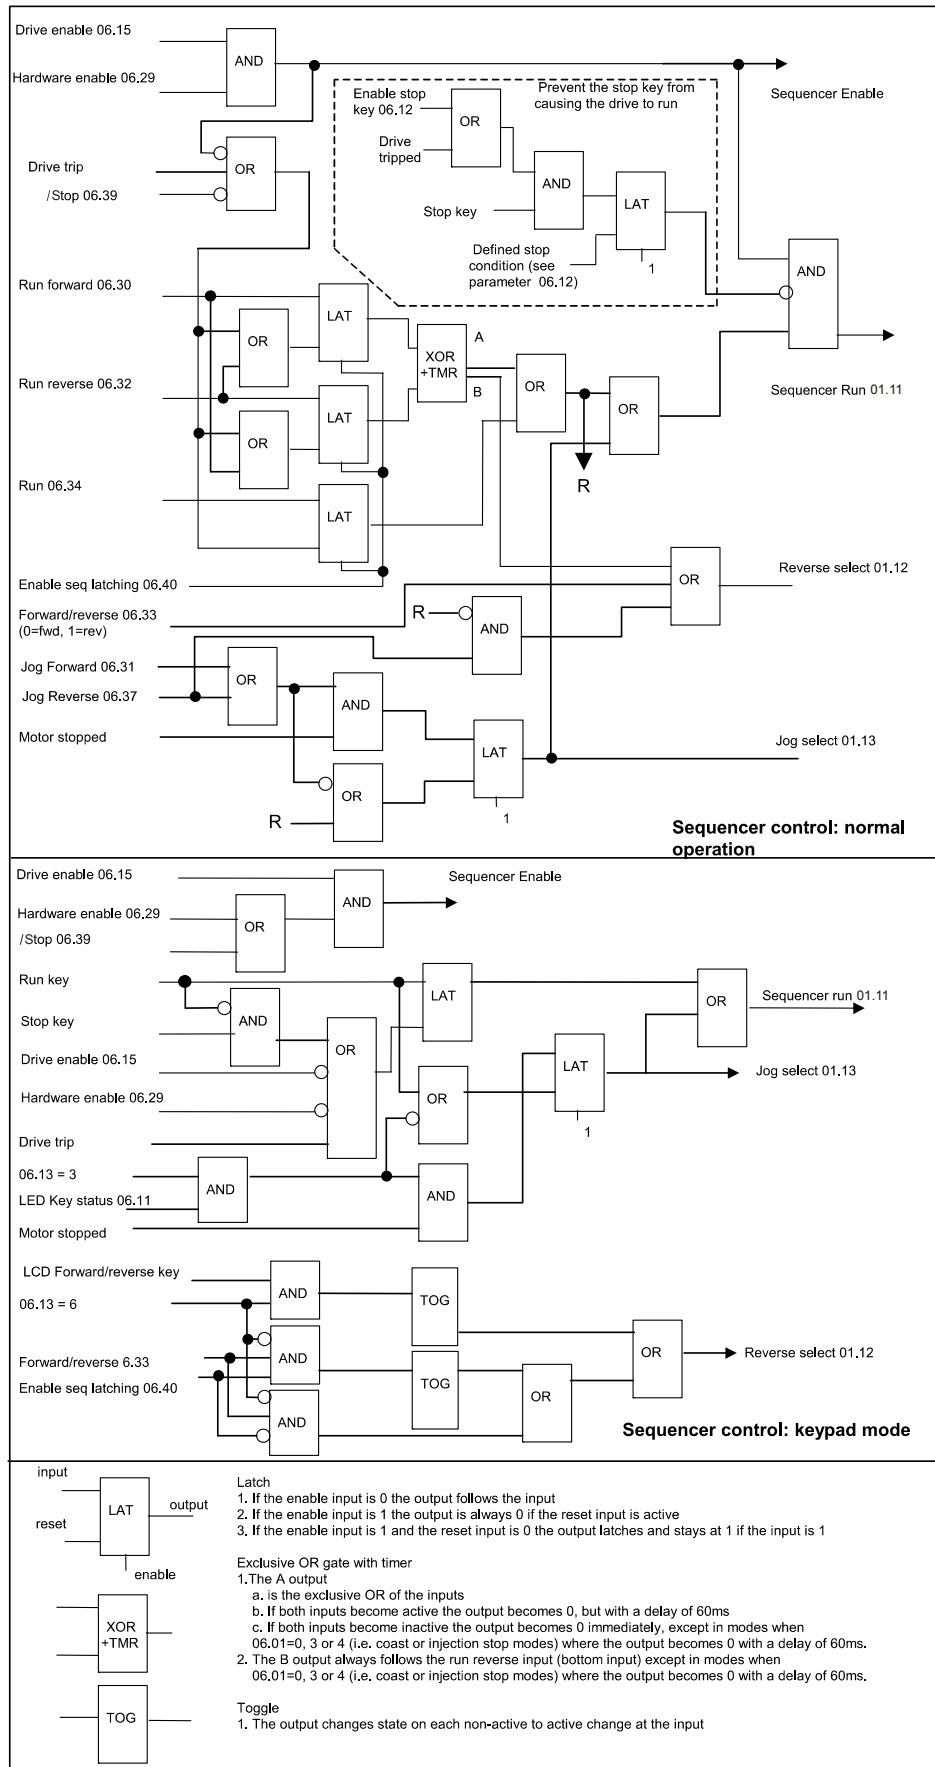 Drive enable 06.15
AND
Hardware enable 06.29
Sequencer Enable
Enable stop
key 06.12
Prevent the stop key from
causing the drive to run
OR
Drive
tripped
Drive trip
OR
/Stop 06.39
AND
Stop key
LAT
Defined stop
condition (see
parameter 06.12)
1
AND
Run forward 06.30
LAT
OR
XOR
+TMR
A
B
Run reverse 06.32
LAT
OR
OR
OR
Sequencer Run 01.11
R
Run 06.34
LAT
Enable seq latching 06.40
OR
Reverse select 01.12
Forward/reverse 06.33
(0=fwd, 1=rev)
R
AND
Jog Forward 06.31
OR
Jog Reverse 06.37
AND
Motor stopped
LAT
Jog select 01.13
OR
R
1
Sequencer control: normal
operation
Drive enable 06.15
Sequencer Enable
AND
Hardware enable 06.29
OR
/Stop 06.39
Run key
LAT
OR
Sequencer run 01.11
AND
Stop key
OR
Drive enable 06.15
LAT
Jog select 01.13
OR
Hardware enable 06.29
1
Drive trip
06.13 = 3
AND
AND
LED Key status 06.11
Motor stopped
LCD Forward/reverse key
AND
TOG
06.13 = 6
Forward/reverse 6.33
AND
OR
Reverse select 01.12
Enable seq latching 06.40
TOG
OR
AND
Sequencer control: keypad mode
input
LAT
output
reset
enable
Latch
1. If the enable input is 0 the output follows the input
2. If the enable input is 1 the output is always 0 if the reset input is active
3. If the enable input is 1 and the reset input is 0 the output latches and stays at 1 if the input is 1
XOR
+TMR
Exclusive OR gate with timer
1.The A output
a. is the exclusive OR of the inputs
b. If both inputs become active the output becomes 0, but with a delay of 60ms
c. If both inputs become inactive the output becomes 0 immediately, except in modes when
06.01=0, 3 or 4 (i.e. coast or injection stop modes) where the output becomes 0 with a delay of 60ms.
2. The B output always follows the run reverse input (bottom input) except in modes when
06.01=0, 3 or 4 (i.e. coast or injection stop modes) where the output becomes 0 with a delay of 60ms.
TOG
Toggle
1. The output changes state on each non-active to active change at the input